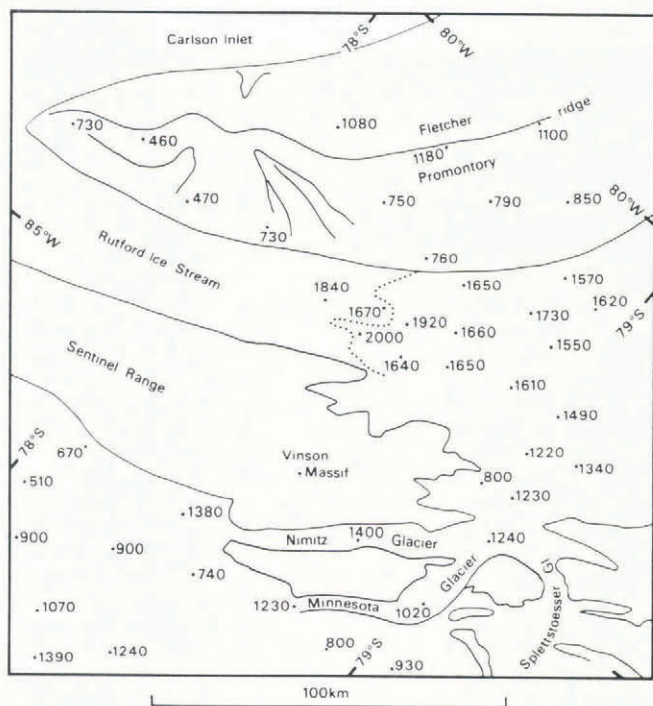 Carlson Inlet
78°S
80°W
730
460
1080
Fletcher
ridge
1100
1180
Promontory
470
750
790
850
80°W
85°W
730
Rutford Ice Stream
760
1840
1650
1570
1670
1620
1920
1730
79°S
2000
1660
1550
Sentinel Range
1640
1650
1610
1490
78°S
670
Vinson
Massif
1220
1340
510
800
1230
1380
900
900
Nimitz
1400
Glacier
1240
740
Glacier
Gl
1070
1230
Minnesota
1020
Splettstoesser
1390
1240
800
79°S
930
100km